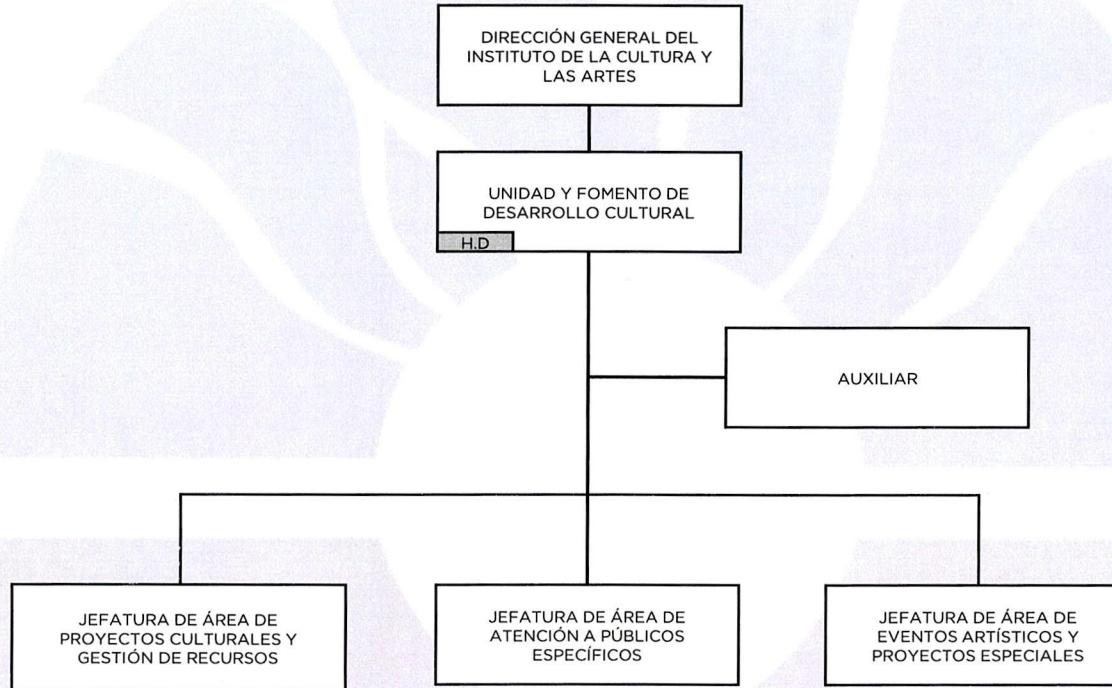 DIRECCIÓN GENERAL DEL
INSTITUTO DE LA CULTURA Y
LAS ARTES
UNIDAD Y FOMENTO DE
DESARROLLO CULTURAL
H.D
AUXILIAR
JEFATURA DE ÁREA DE
PROYECTOS CULTURALES Y
GESTIÓN DE RECURSOS
JEFATURA DE ÁREA DE
ATENCIÓN A PÚBLICOS
ESPECÍFICOS
JEFATURA DE ÁREA DE
EVENTOS ARTÍSTICOS Y
PROYECTOS ESPECIALES